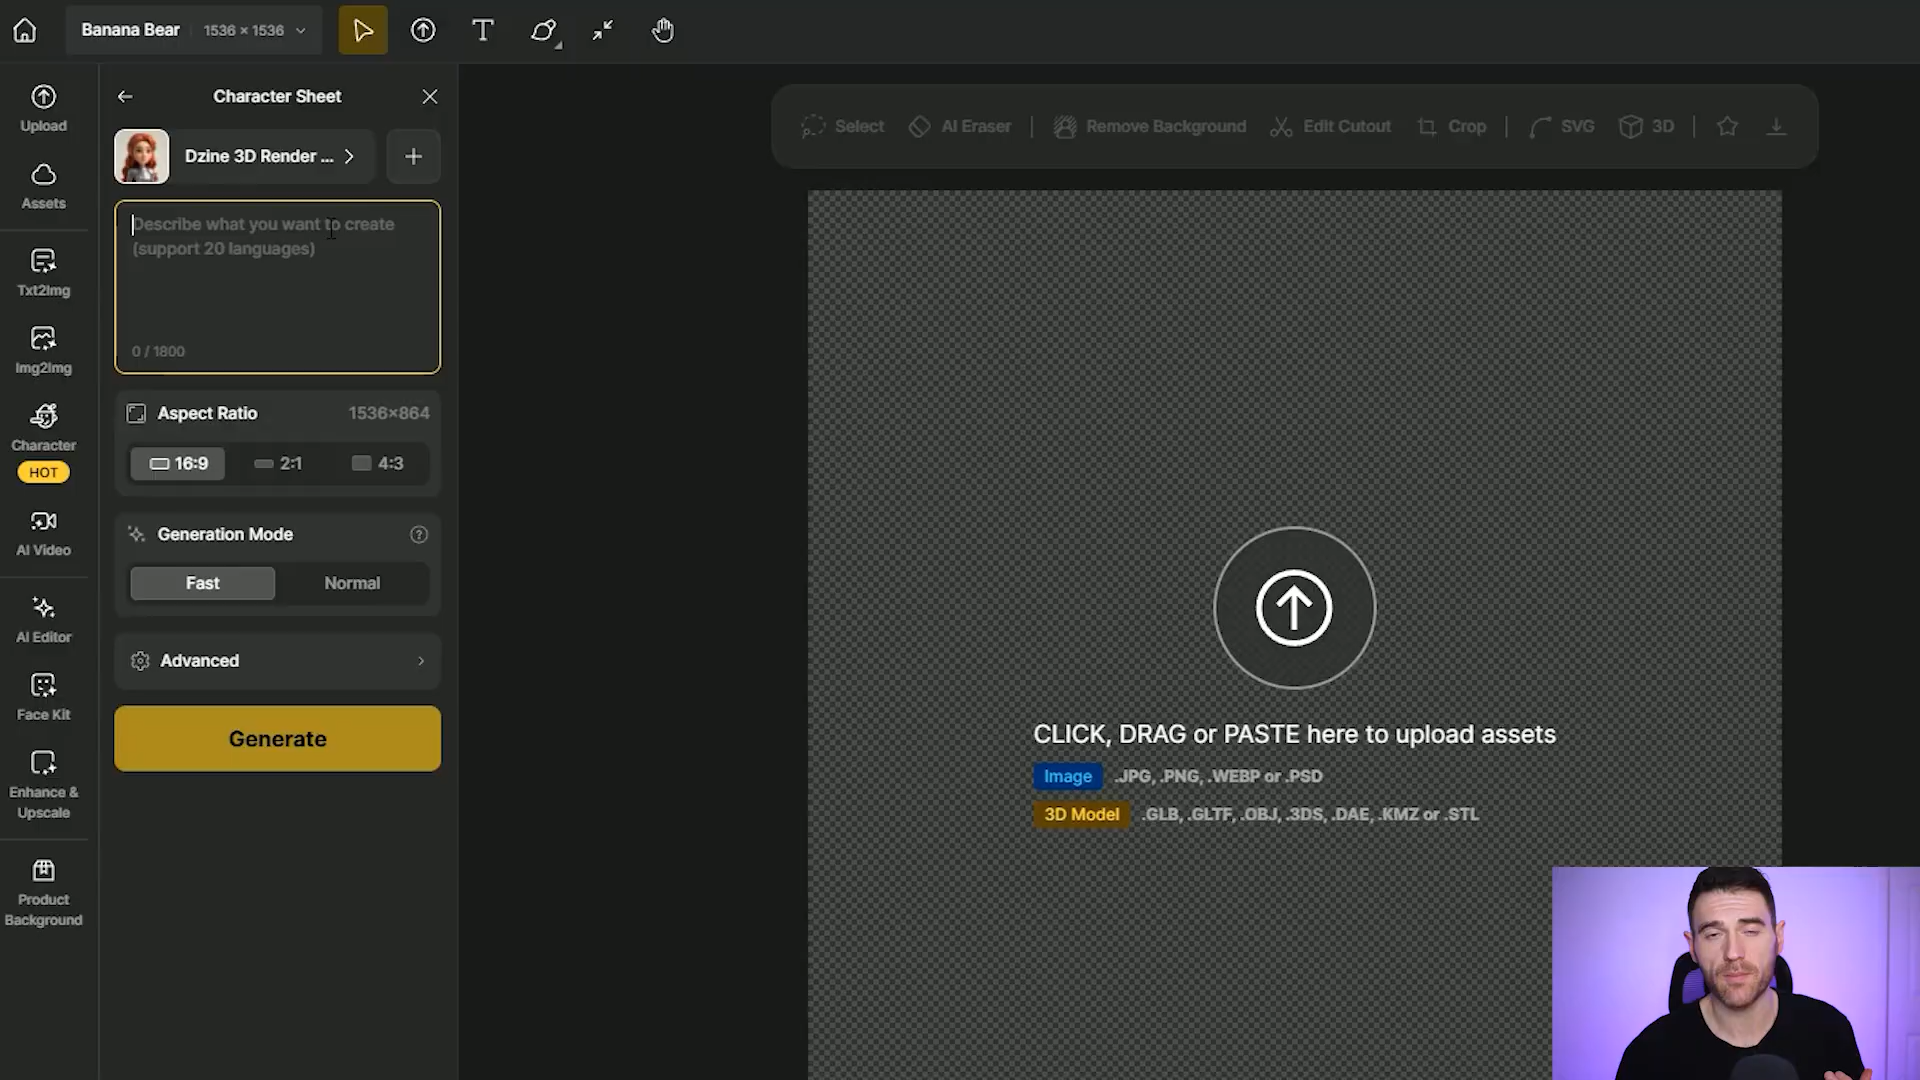 Banana Bear 1536 × 1536
Character Sheet
Upload
Assets
Txt2Img
Img2Img
Character
HOT
AI Video
AI Editor
Face Kit
Enhance &
Upscale
Product
Background
Dzine 3D Render ...
Describe what you want to create
(support 20 languages)
0 / 1800
Aspect Ratio 1536×864
16:9 2:1 4:3
Generation Mode
Fast Normal
Advanced
Generate
Select AI Eraser Remove Background Edit Cutout Crop SVG 3D
CLICK, DRAG or PASTE here to upload assets
Image .JPG, .PNG, .WEBP or .PSD
3D Model .GLB, .GLTF, .OBJ, .3DS, .DAE, .KMZ or .STL